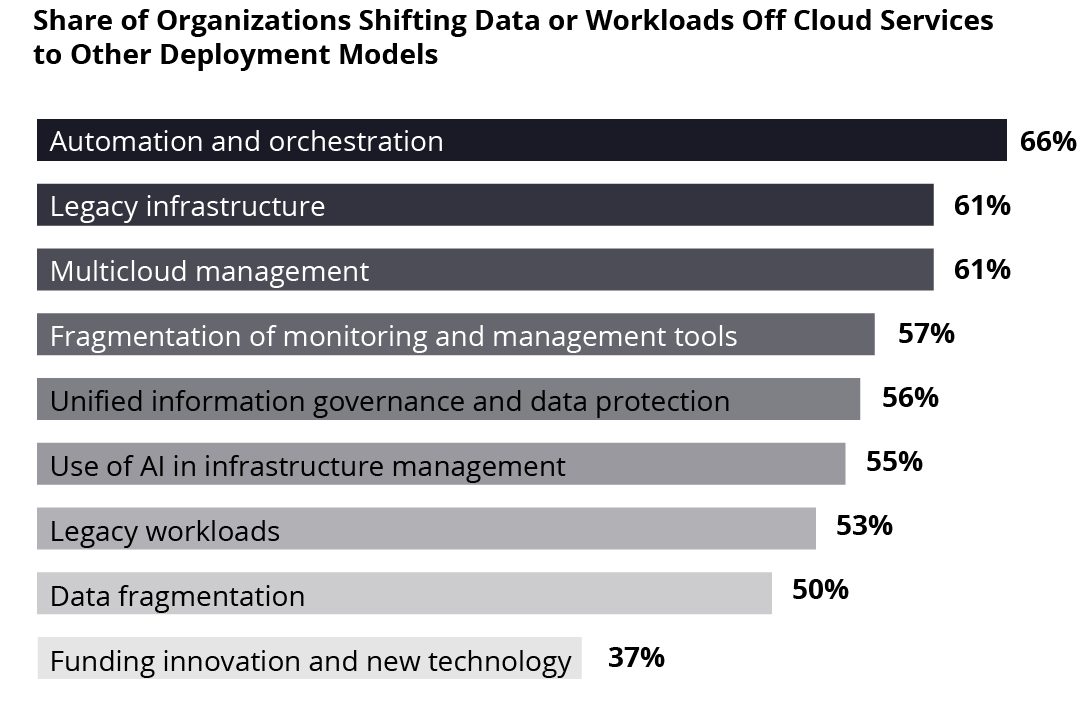 Share of Organizations Shifting Data or Workloads Off Cloud Services
to Other Deployment Models
Automation and orchestration 66%
Legacy infrastructure 61%
Multicloud management 61%
Fragmentation of monitoring and management tools 57%
Unified information governance and data protection 56%
Use of AI in infrastructure management 55%
Legacy workloads 53%
Data fragmentation 50%
Funding innovation and new technology 37%